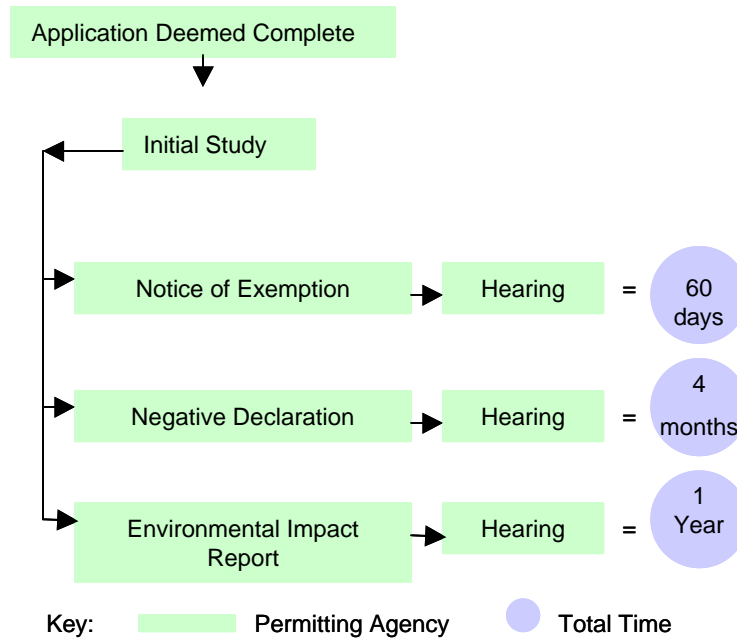 Application Deemed Complete
Initial Study
Notice of Exemption
Hearing
=
60
days
Negative Declaration
Hearing
=
4
months
Environmental Impact
Report
Hearing
=
1
Year
Key:
Permitting Agency
Total Time